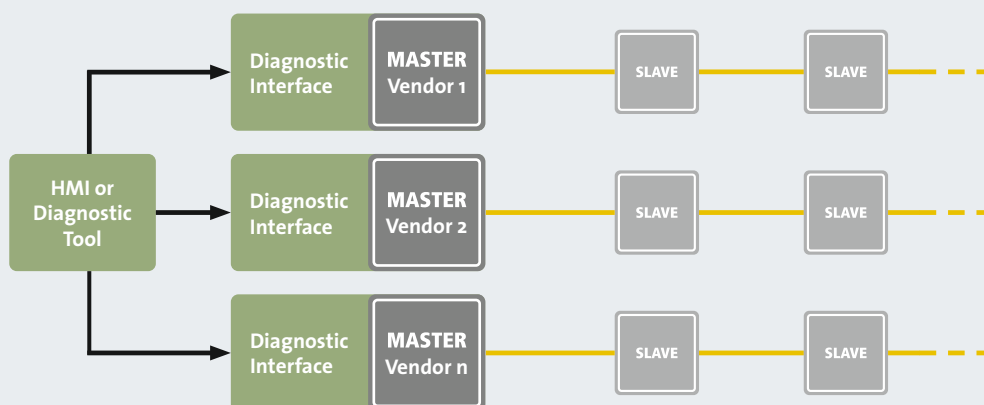 Diagnostic
Interface
MASTER
Vendor 1
SLAVE
SLAVE
HMI or
Diagnostic
Tool
Diagnostic
Interface
MASTER
Vendor 2
SLAVE
SLAVE
Diagnostic
Interface
MASTER
Vendor n
SLAVE
SLAVE